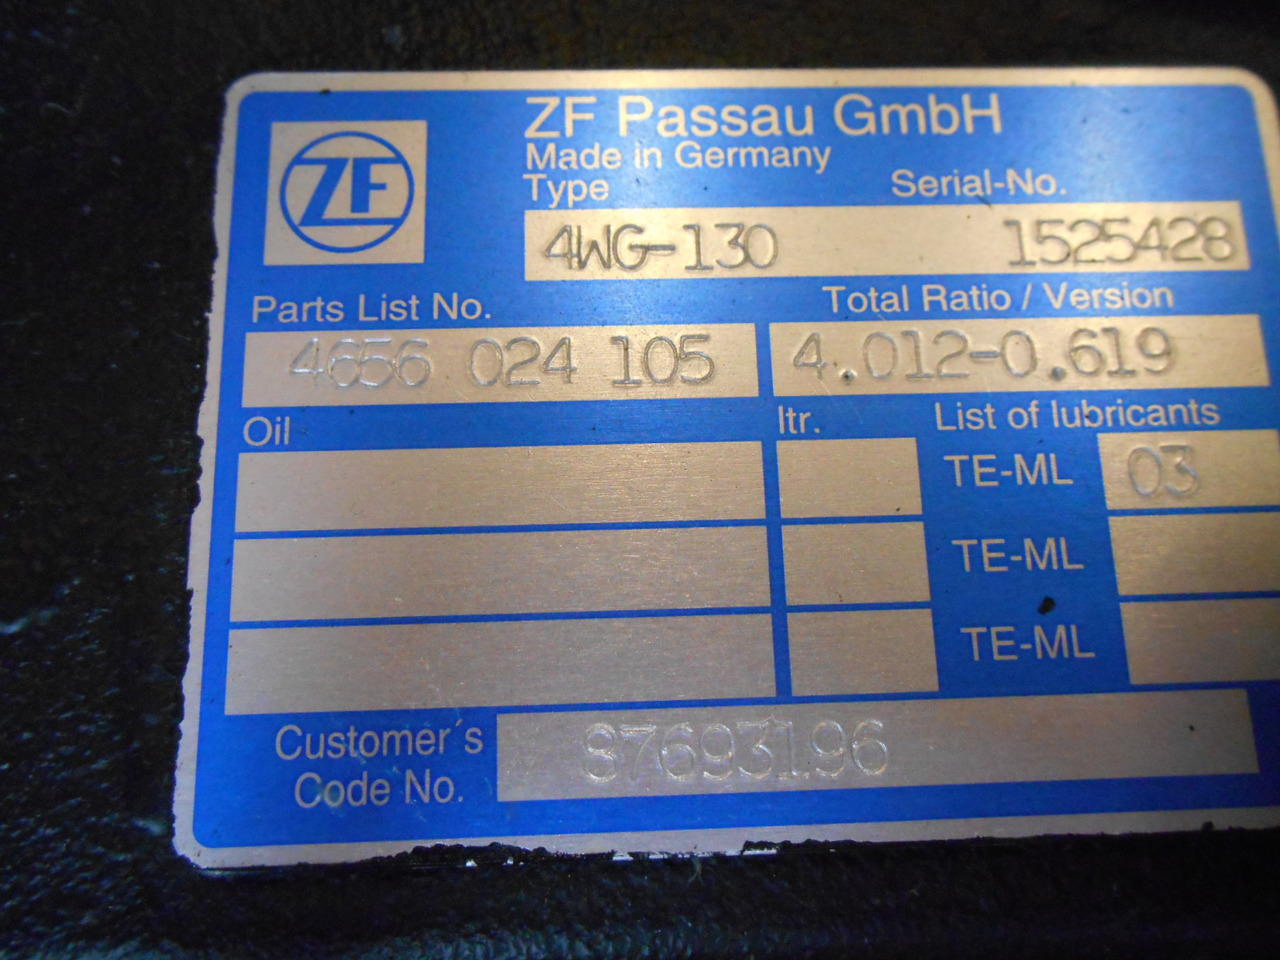 ZF
ZF Passau GmbH
Made in Germany
Type Serial-No.
4WG-130 1525428
Parts List No. Total Ratio / Version
4656 024 105 4.012-0.619
Oil ltr. List of lubricants
TE-ML 03
TE-ML
TE-ML
Customer´s
Code No.
87693196